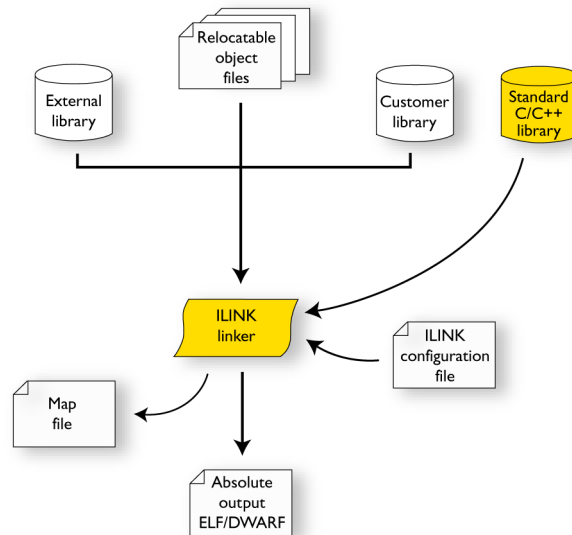 Relocatable
object
files
External
library
Customer
library
Standard
C/C++
library
ILINK
linker
ILINK
configuration
file
Map
file
Absolute
output
ELF/DWARF